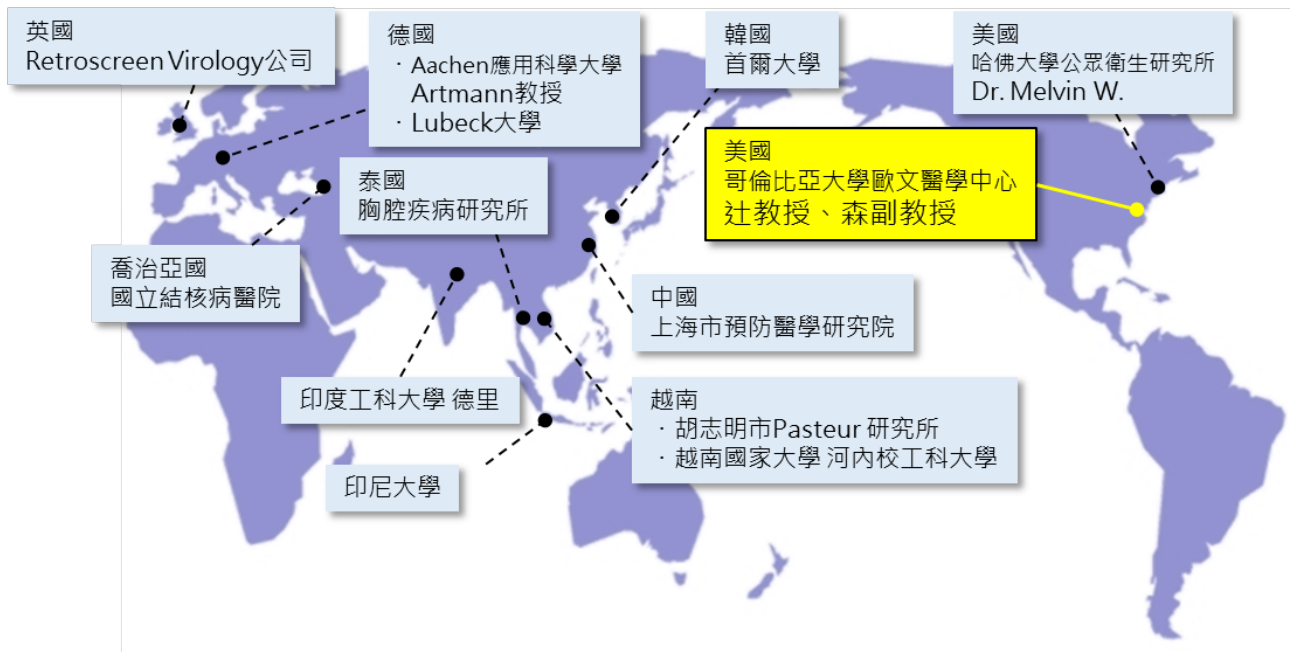 英國
Retroscreen Virology公司
德國
· Aachen應用科學大學
Artmann教授
· Lubeck大學
韓國
首爾大學
美國
哈佛大學公眾衛生研究所
Dr. Melvin W.
美國
哥倫比亞大學歐文醫學中心
辻教授、森副教授
泰國
胸腔疾病研究所
喬治亞國
國立結核病醫院
中國
上海市預防醫學研究院
印度工科大學 德里
越南
· 胡志明市Pasteur 研究所
· 越南國家大學 河內校工科大學
印尼大學